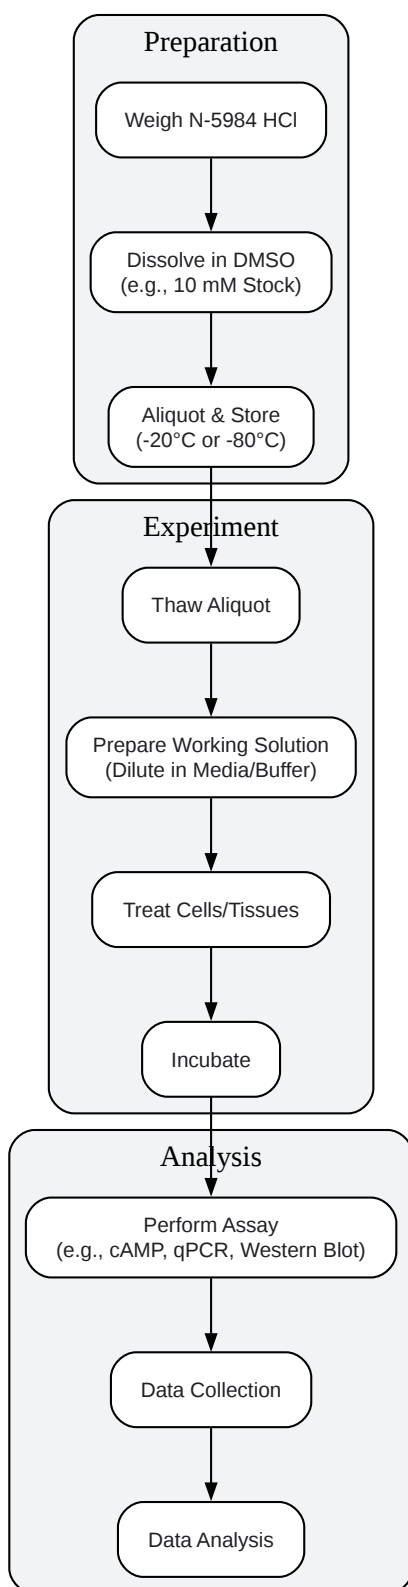 Preparation
Weigh N-5984 HCl
Dissolve in DMSO
(e.g., 10 mM Stock)
Aliquot & Store
(-20°C or -80°C)
Experiment
Thaw Aliquot
Prepare Working Solution
(Dilute in Media/Buffer)
Treat Cells/Tissues
Incubate
Analysis
Perform Assay
(e.g., cAMP, qPCR, Western Blot)
Data Collection
Data Analysis